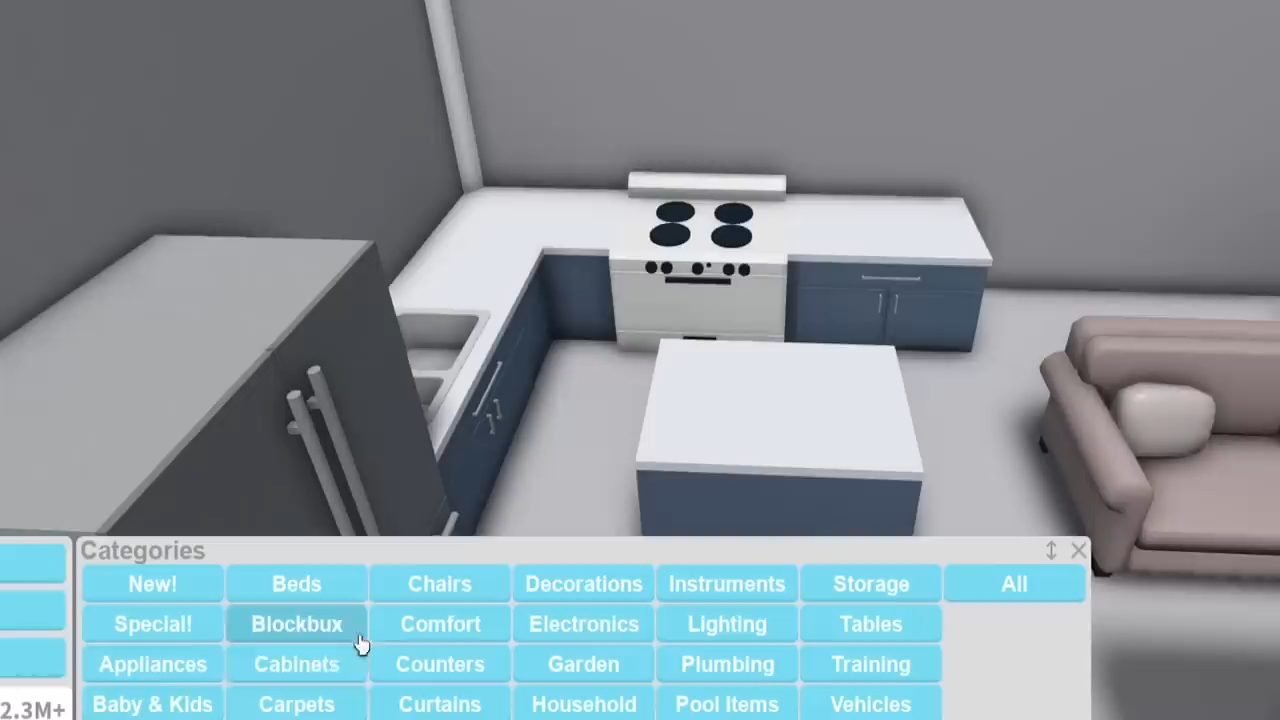 Categories
New! Beds Chairs Decorations Instruments Storage All
Special! Blockbux Comfort Electronics Lighting Tables
Appliances Cabinets Counters Garden Plumbing Training
Baby & Kids Carpets Curtains Household Pool Items Vehicles
2.3M+